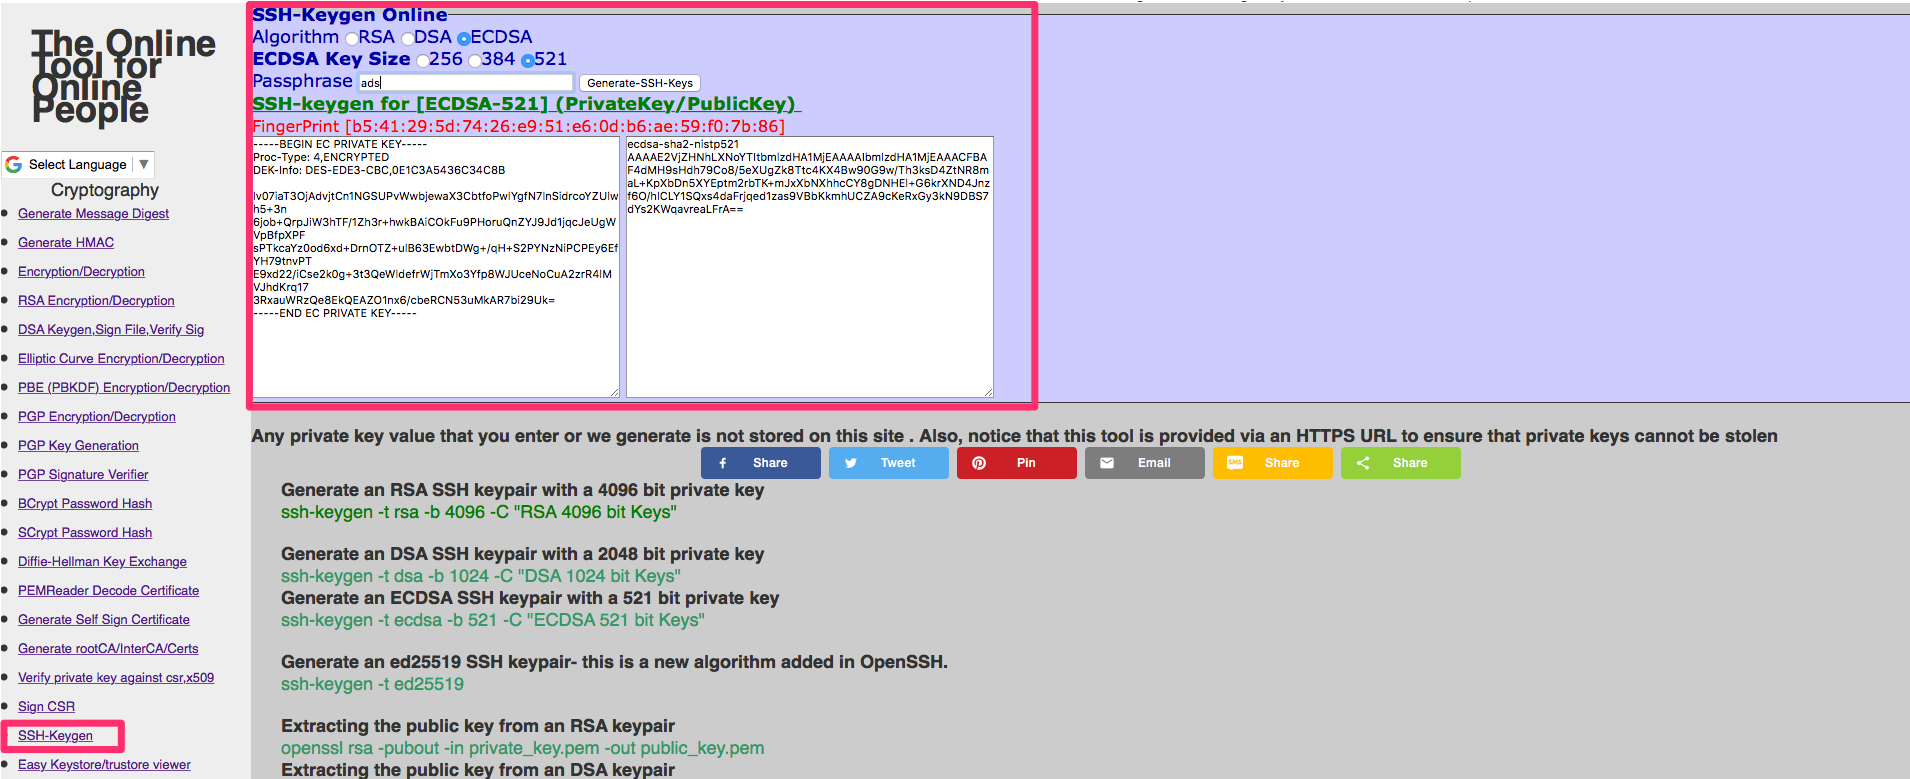 The Online
Tool for
Online
People
Select Language ▼
Cryptography
Generate Message Digest
Generate HMAC
Encryption/Decryption
RSA Encryption/Decryption
DSA Keygen,Sign File,Verify Sig
Elliptic Curve Encryption/Decryption
PBE (PBKDF) Encryption/Decryption
PGP Encryption/Decryption
PGP Key Generation
PGP Signature Verifier
BCrypt Password Hash
SCrypt Password Hash
Diffie-Hellman Key Exchange
PEMReader Decode Certificate
Generate Self Sign Certificate
Generate rootCA/InterCA/Certs
Verify private key against csr,x509
Sign CSR
SSH-Keygen
Easy Keystore/trustore viewer
SSH-Keygen Online
Algorithm RSA DSA ECDSA
ECDSA Key Size 256 384 521
Passphrase ads Generate-SSH-Keys
SSH-keygen for [ECDSA-521] (PrivateKey/PublicKey)
FingerPrint [b5:41:29:5d:74:26:e9:51:e6:0d:b6:ae:59:f0:7b:86]
-----BEGIN EC PRIVATE KEY-----
Proc-Type: 4,ENCRYPTED
DEK-Info: DES-EDE3-CBC,0E1C3A5436C34C8B
lv07iaT3OjAdvjtCn1NGSUPvWwbjewaX3CbtfoPwlYgfN7lnSidrcoYZUlw
h5+3n
6job+QrpJiW3hTF/1Zh3r+hwkBAiCOkFu9PHoruQnZYJ9Jd1jqcJeUgW
VpBfpXPF
sPTkcaYz0od6xd+DrnOTZ+ulB63EwbtDWg+/qH+S2PYNzNiPCPEy6Ef
YH79tnvPT
E9xd22/iCse2k0g+3t3QeWldefrWjTmXo3Yfp8WJUceNoCuA2zrR4lM
VJhdKrq17
3RxauWRzQe8EkQEAZO1nx6/cbeRCN53uMkAR7bi29Uk=
-----END EC PRIVATE KEY-----
ecdsa-sha2-nistp521
AAAAE2VjZHNhLXNoYTItbmlzdHA1MjEAAAAIbmlzdHA1MjEAAACFBA
F4dMH9sHdh79Co8/5eXUgZk8Ttc4KX4Bw90G9w/Th3ksD4ZtNR8m
aL+KpXbDn5XYEptm2rbTK+mJxXbNXhhcCY8gDNHEl+G6krXND4Jnz
f6O/hlCLY1SQxs4daFrjqed1zas9VBbKkmhUCZA9cKeRxGy3kN9DBS7
dYs2KWqavreaLFrA==
Any private key value that you enter or we generate is not stored on this site . Also, notice that this tool is provided via an HTTPS URL to ensure that private keys cannot be stolen
Share Tweet Pin Email SMS Share Share
Generate an RSA SSH keypair with a 4096 bit private key
ssh-keygen -t rsa -b 4096 -C "RSA 4096 bit Keys"
Generate an DSA SSH keypair with a 2048 bit private key
ssh-keygen -t dsa -b 1024 -C "DSA 1024 bit Keys"
Generate an ECDSA SSH keypair with a 521 bit private key
ssh-keygen -t ecdsa -b 521 -C "ECDSA 521 bit Keys"
Generate an ed25519 SSH keypair- this is a new algorithm added in OpenSSH.
ssh-keygen -t ed25519
Extracting the public key from an RSA keypair
openssl rsa -pubout -in private_key.pem -out public_key.pem
Extracting the public key from an DSA keypair